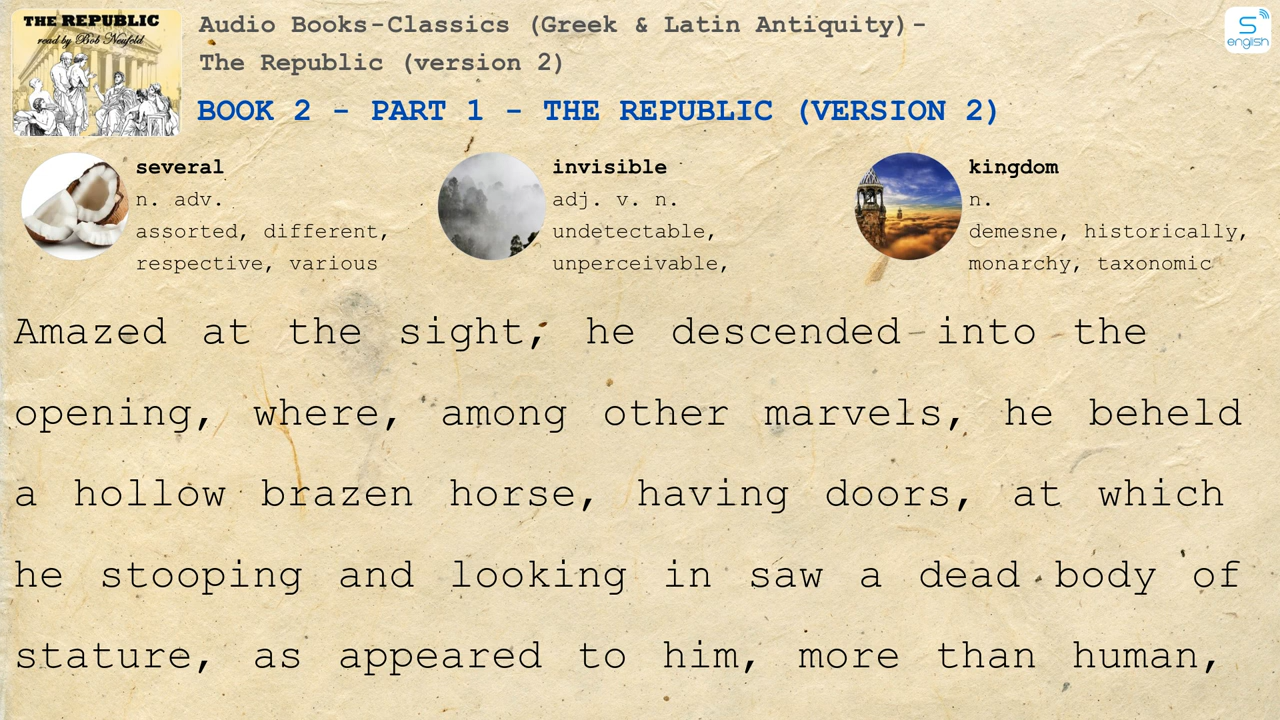 THE REPUBLIC
read by Bob Neufeld
Audio Books-Classics (Greek & Latin Antiquity)-
The Republic (version 2)
S
english
BOOK 2 - PART 1 - THE REPUBLIC (VERSION 2)
several
n. adv.
assorted, different,
respective, various
invisible
adj. v. n.
undetectable,
unperceivable,
kingdom
n.
demesne, historically,
monarchy, taxonomic
Amazed at the sight, he descended into the
opening, where, among other marvels, he beheld
a hollow brazen horse, having doors, at which
he stooping and looking in saw a dead body of
stature, as appeared to him, more than human,